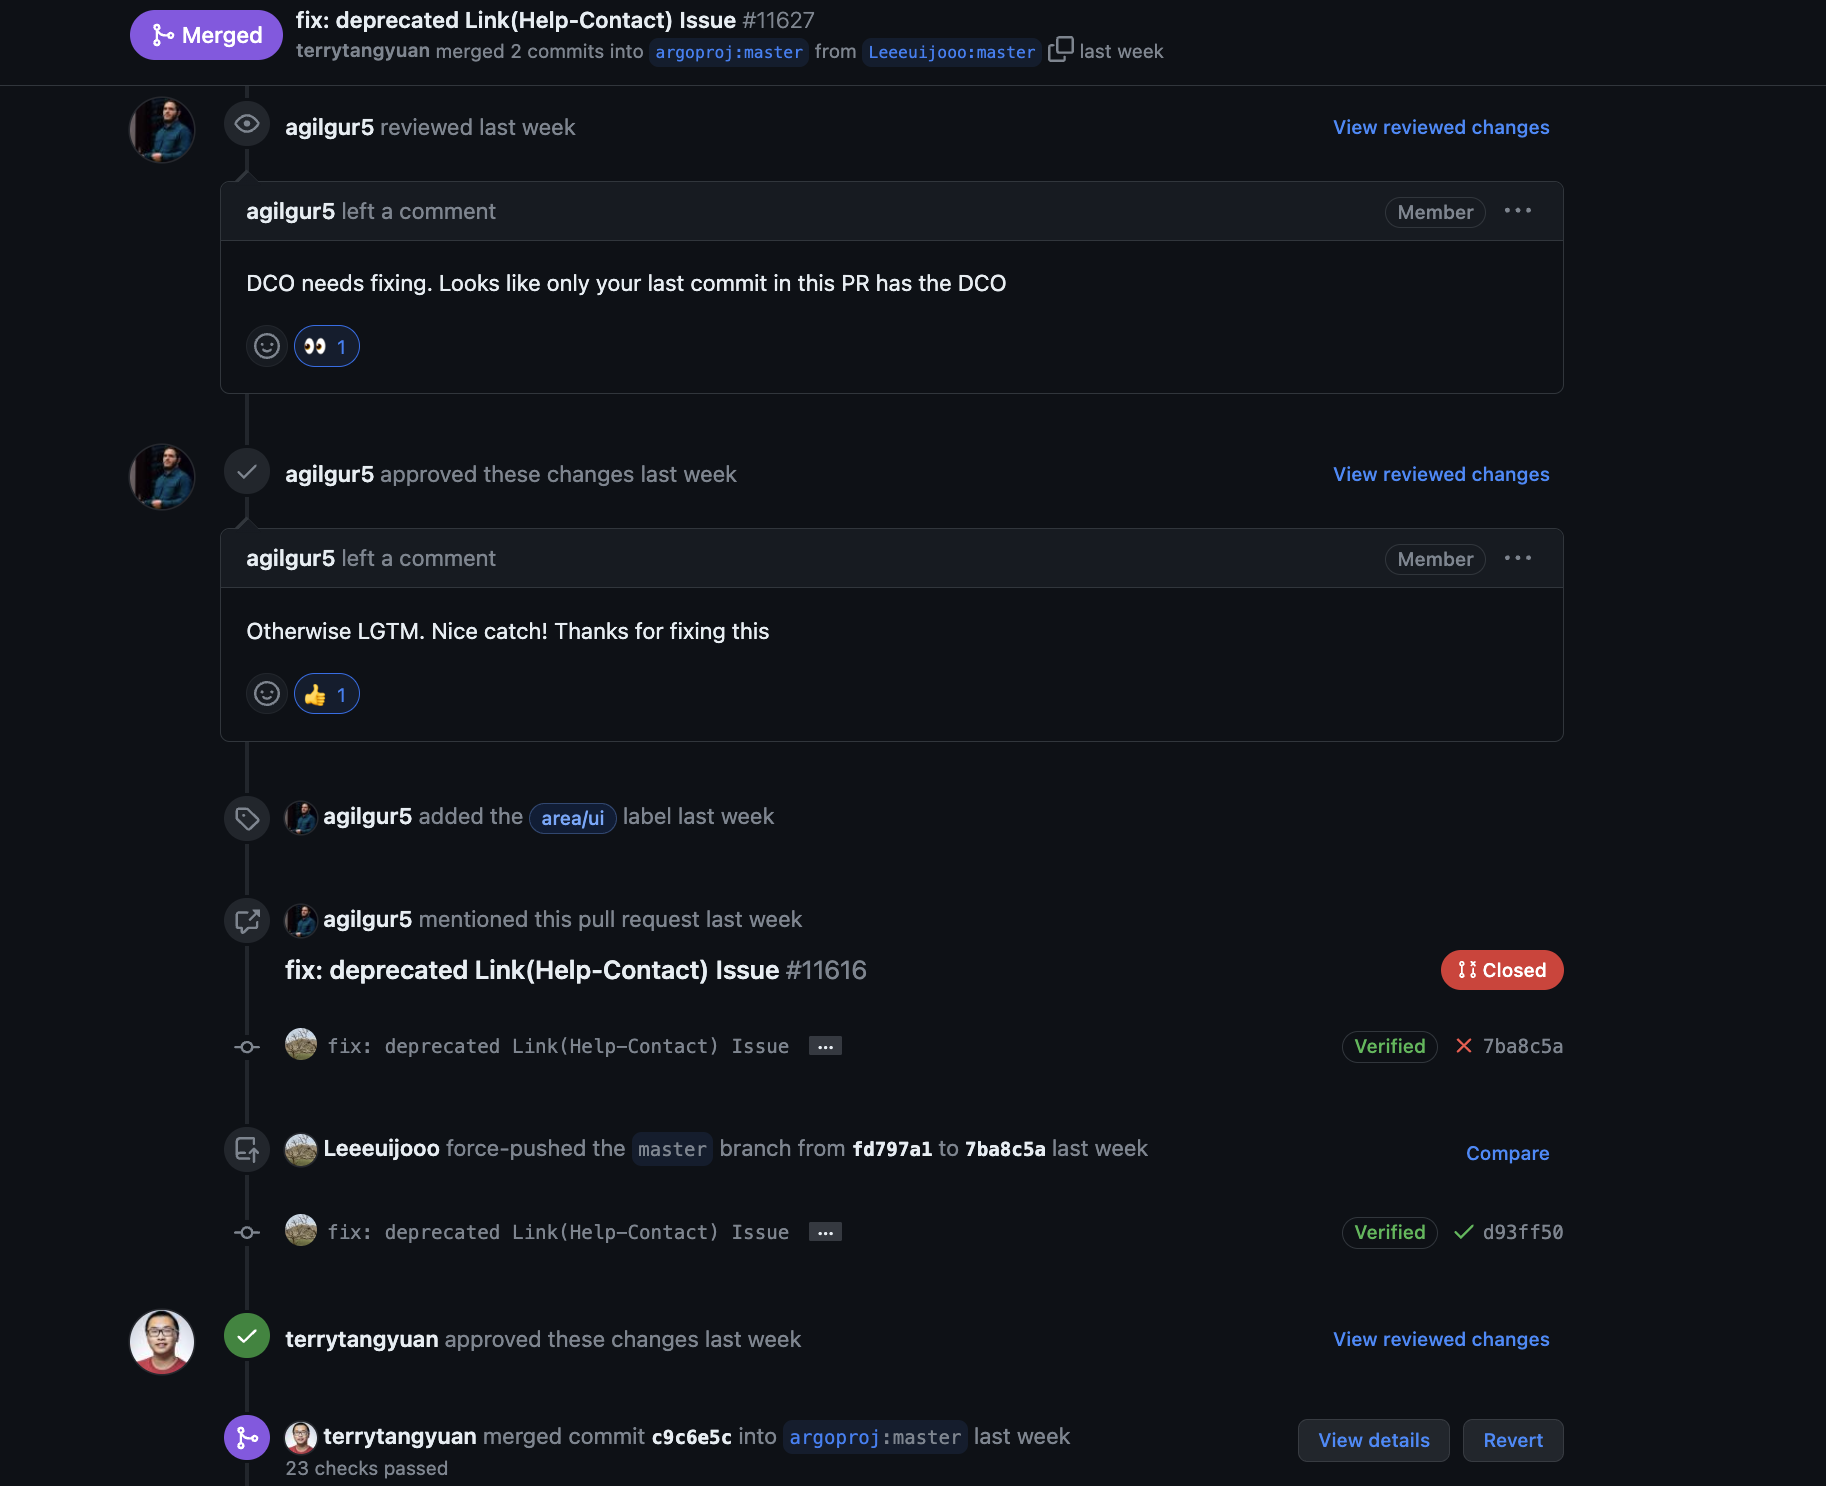 Merged
fix: deprecated Link(Help-Contact) Issue #11627
terrytangyuan merged 2 commits into argoproj:master from Leeeuijooo:master last week
agilgur5 reviewed last week View reviewed changes
agilgur5 left a comment Member ...
DCO needs fixing. Looks like only your last commit in this PR has the DCO
👀 1
agilgur5 approved these changes last week View reviewed changes
agilgur5 left a comment Member ...
Otherwise LGTM. Nice catch! Thanks for fixing this
👍 1
agilgur5 added the area/ui label last week
agilgur5 mentioned this pull request last week
fix: deprecated Link(Help-Contact) Issue #11616 Closed
fix: deprecated Link(Help-Contact) Issue ... Verified 7ba8c5a
Leeeuijooo force-pushed the master branch from fd797a1 to 7ba8c5a last week Compare
fix: deprecated Link(Help-Contact) Issue ... Verified d93ff50
terrytangyuan approved these changes last week View reviewed changes
terrytangyuan merged commit c9c6e5c into argoproj:master last week View details Revert
23 checks passed